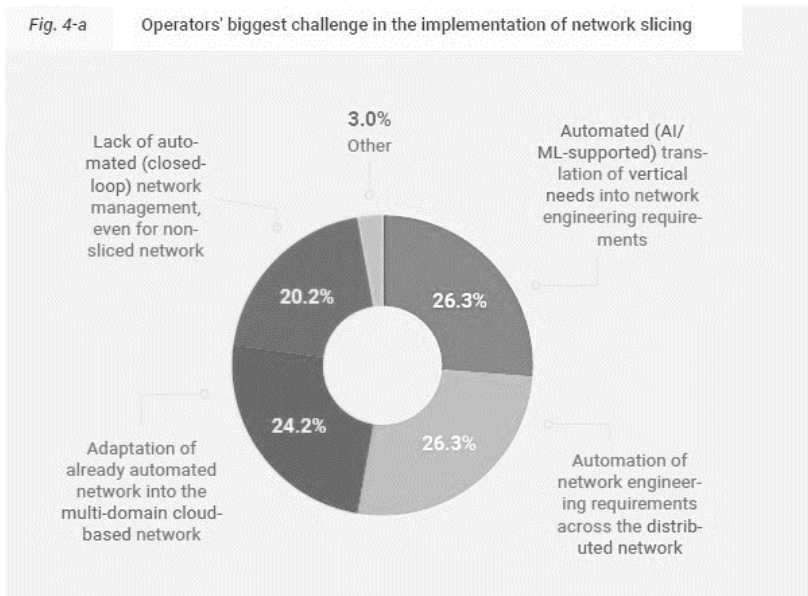 Fig. 4-a
Operators' biggest challenge in the implementation of network slicing
3.0%
Other
Lack of auto-
mated (closed-
loop) network
management,
even for non-
sliced network
Automated (AI/
ML-supported) trans-
lation of vertical
needs into network
engineering require-
ments
20.2%
26.3%
24.2%
26.3%
Adaptation of
already automated
network into the
multi-domain cloud-
based network
Automation of
network engineer-
ing requirements
across the distrib-
uted network